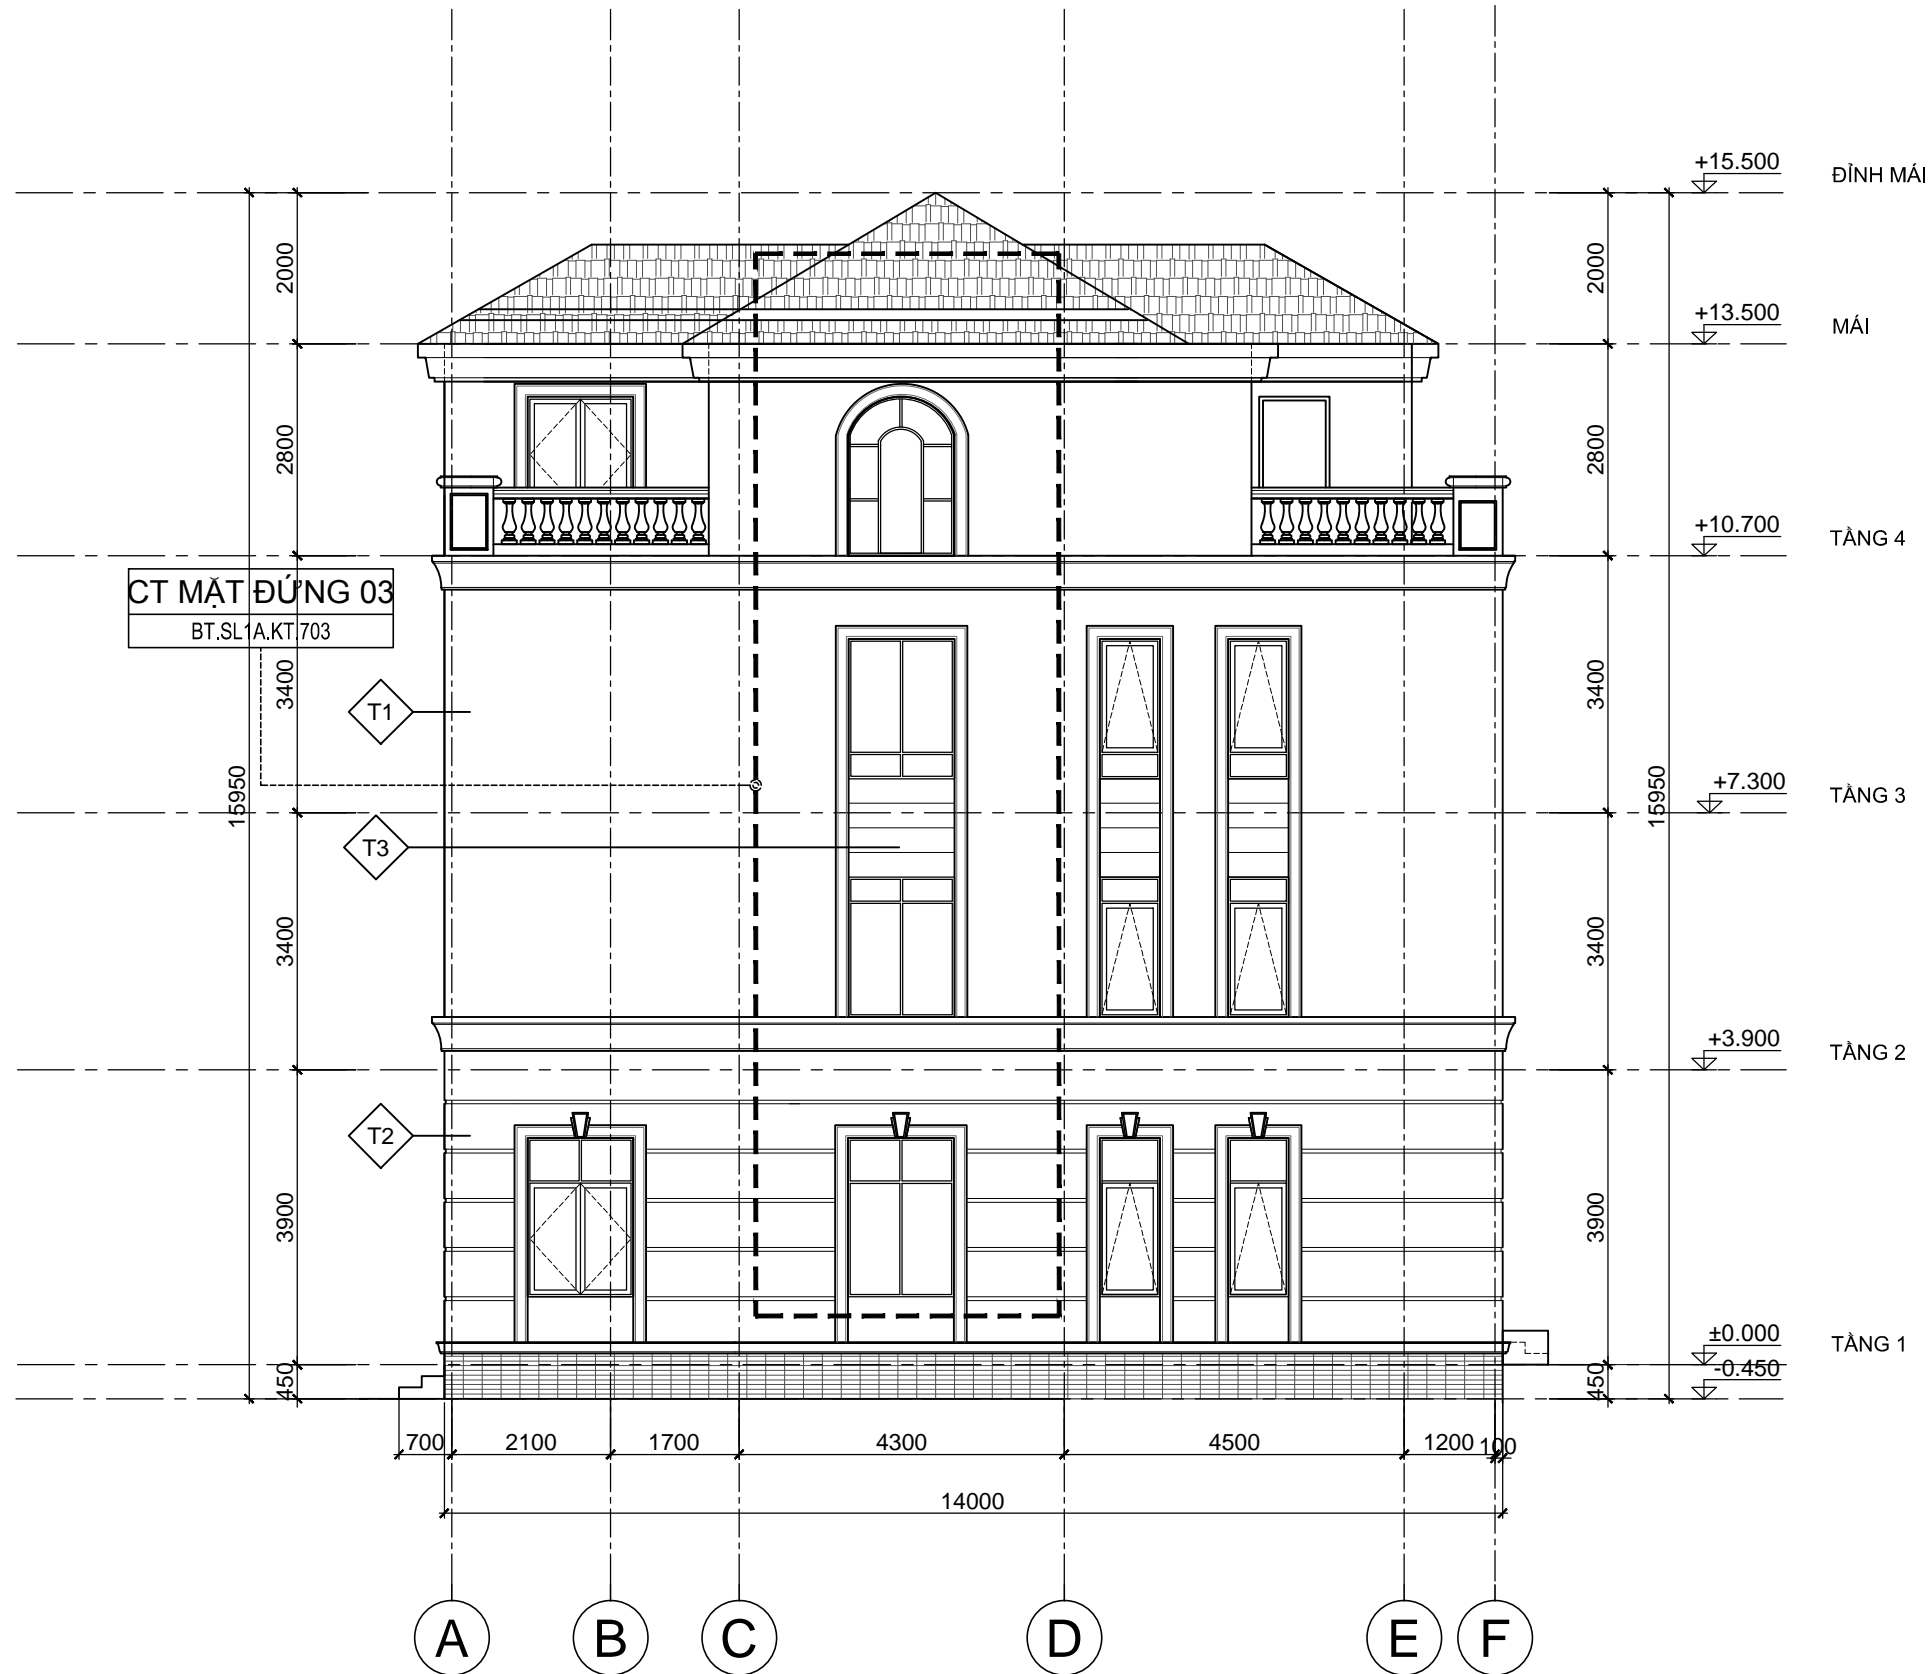 +15.500
ĐỈNH MÁI
2000
2000
+13.500
MÁI
2800
2800
+10.700
TẦNG 4
CT MẶT ĐỨNG 03
BT.SL1A.KT.703
3400
3400
T1
15950
15950
+7.300
TẦNG 3
T3
3400
3400
+3.900
TẦNG 2
T2
3900
3900
±0.000
TẦNG 1
-0.450
450
450
700
2100
1700
4300
4500
1200
100
14000
A
B
C
D
E
F